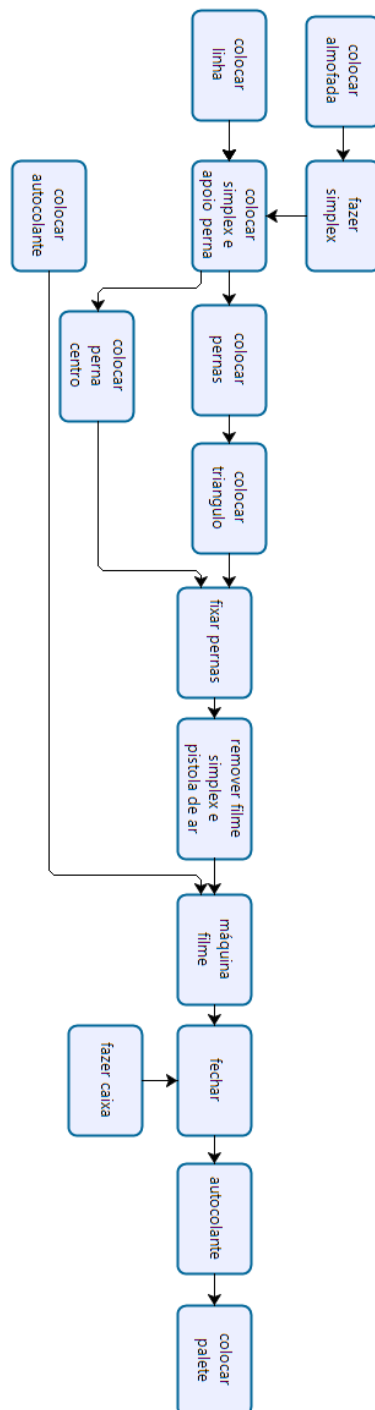 colocar
almofada
fazer
simplex
colocar
linha
colocar
simplex e
apoio perna
colocar
pernas
colocar
triangulo
colocar
autocolante
colocar
perna
centro
fixar pernas
remover filme
simplex e
pistola de ar
máquina
filme
fechar
fazer caixa
autocolante
colocar
palete